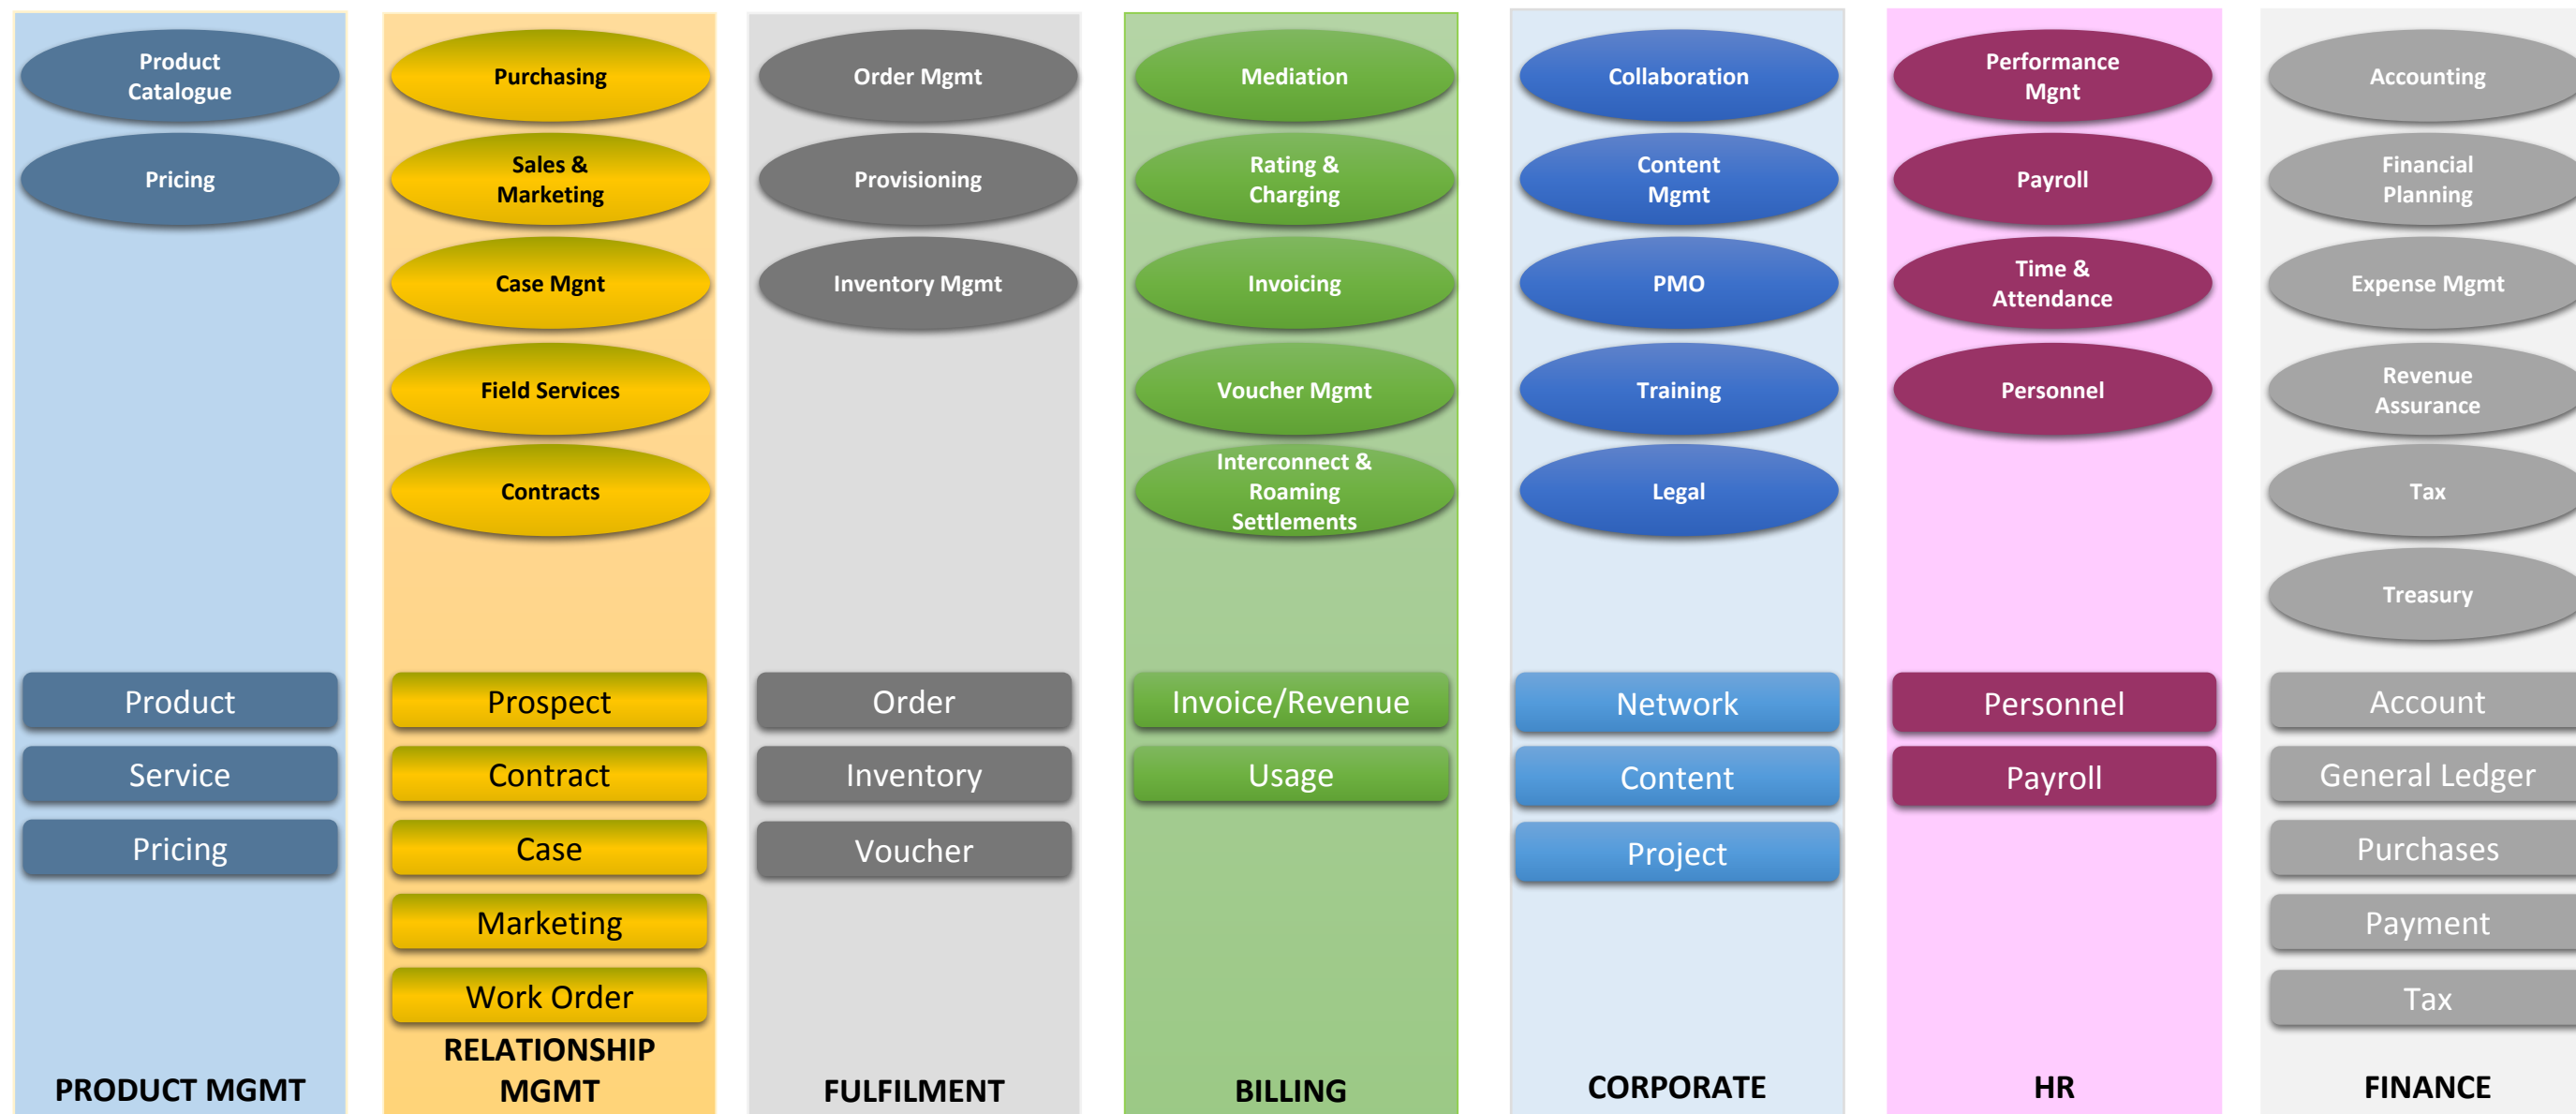 Product
Catalogue
Pricing
Product
Service
Pricing
PRODUCT MGMT
Purchasing
Sales &
Marketing
Case Mgnt
Field Services
Contracts
Prospect
Contract
Case
Marketing
Work Order
RELATIONSHIP
MGMT
Order Mgmt
Provisioning
Inventory Mgmt
Order
Inventory
Voucher
FULFILMENT
Mediation
Rating &
Charging
Invoicing
Voucher Mgmt
Interconnect &
Roaming
Settlements
Invoice/Revenue
Usage
BILLING
Collaboration
Content
Mgmt
PMO
Training
Legal
Network
Content
Project
CORPORATE
Performance
Mgnt
Payroll
Time &
Attendance
Personnel
Personnel
Payroll
HR
Accounting
Financial
Planning
Expense Mgmt
Revenue
Assurance
Tax
Treasury
Account
General Ledger
Purchases
Payment
Tax
FINANCE